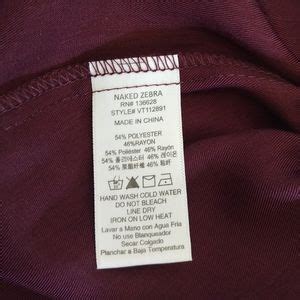 NAKED ZEBRA
RN# 136628
STYLE# VT112891
MADE IN CHINA
54% POLYESTER
46%RAYON
54% Poliéster 46% Rayón
54% 폴리에스터 46% 레이온
54% 聚酯纤维 46% 粘纤
HAND WASH COLD WATER
DO NOT BLEACH
LINE DRY
IRON ON LOW HEAT
Lavar a Mano con Agua Fria
No use Blanqueador
Secar Colgado
Planchar a Baja Temperatura